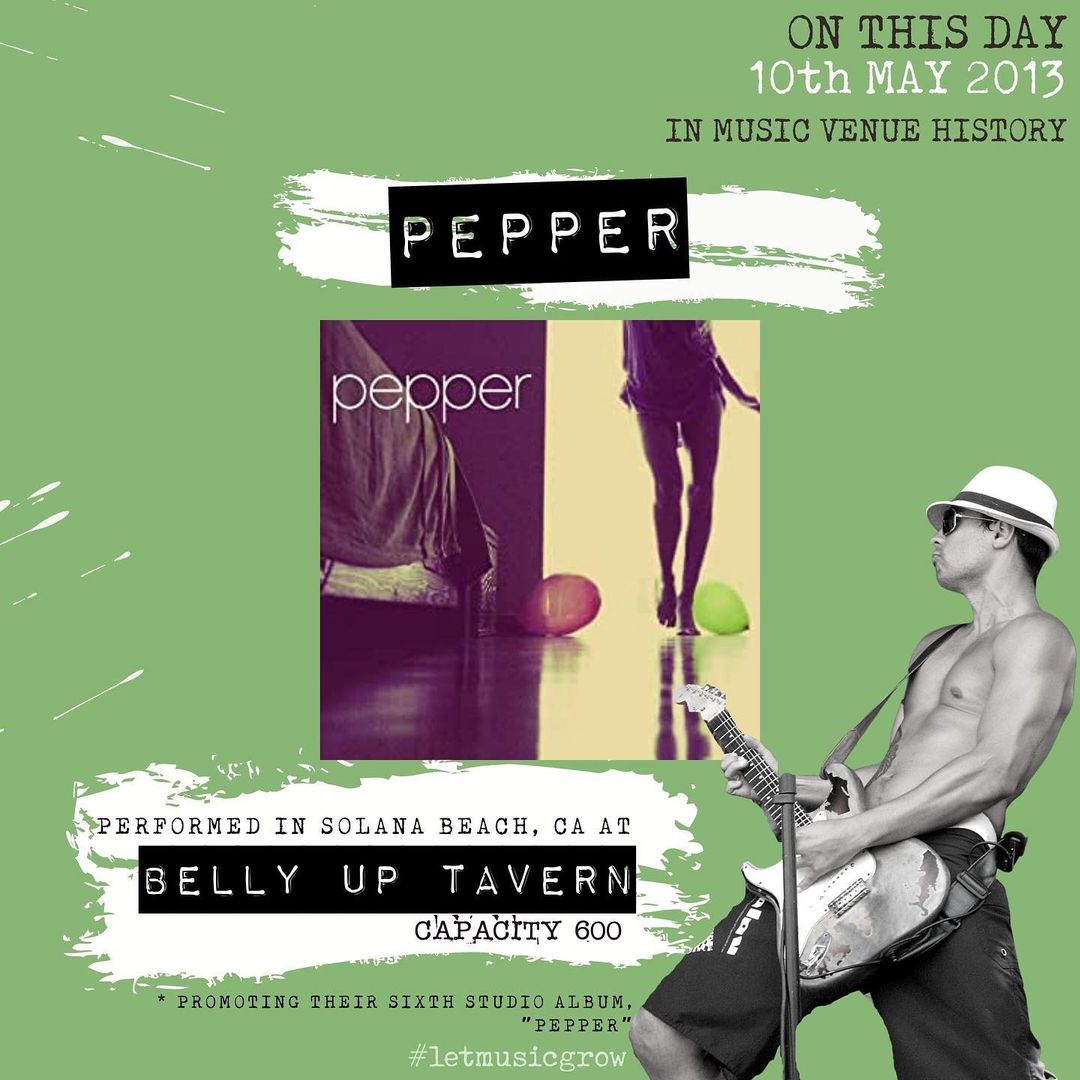 ON THIS DAY
10th MAY 2013
IN MUSIC VENUE HISTORY
PEPPER
pepper
PERFORMED IN SOLANA BEACH, CA AT
BELLY UP TAVERN
CAPACITY 600
* PROMOTING THEIR SIXTH STUDIO ALBUM,
"PEPPER"
#letmusicgrow